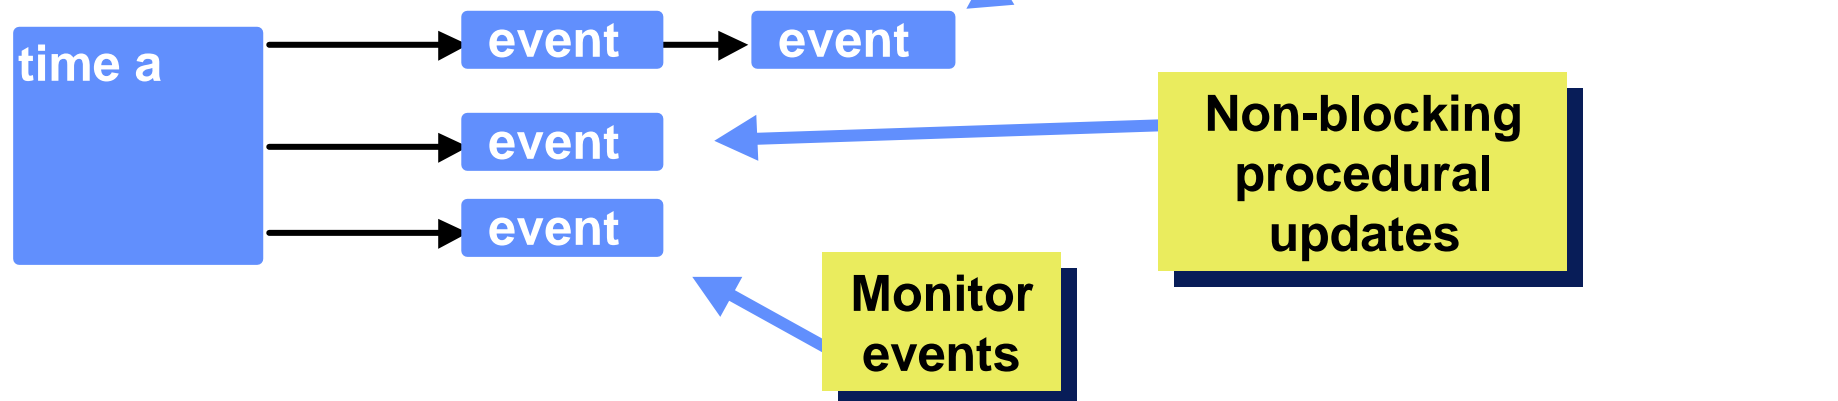 event event
time a
Non-blocking
procedural
updates
event
event
Monitor
events